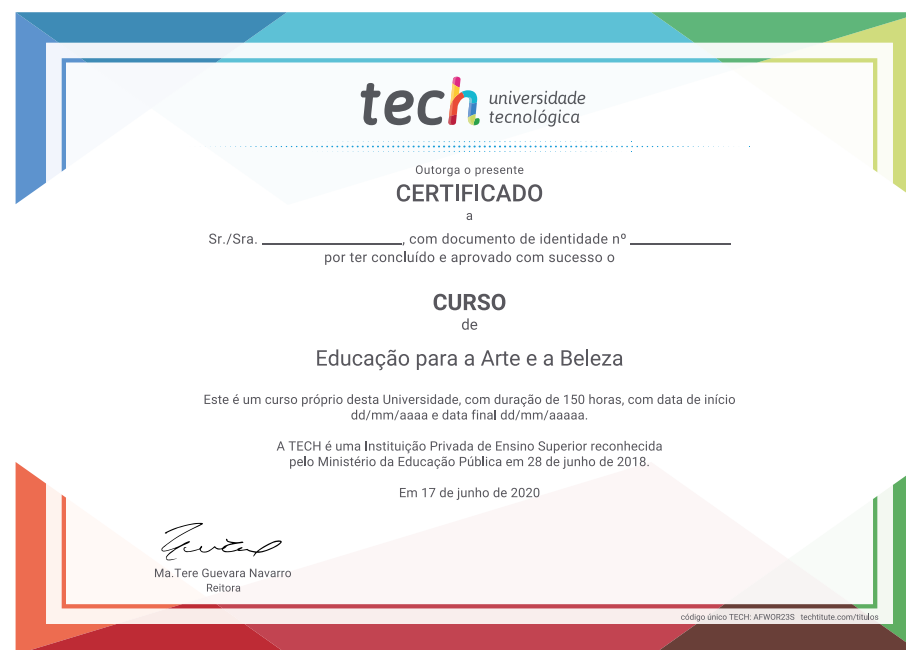 tech universidade
tecnológica
Outorga o presente
CERTIFICADO
a
Sr./Sra. ________________, com documento de identidade nº ____________
por ter concluído e aprovado com sucesso o
CURSO
de
Educação para a Arte e a Beleza
Este é um curso próprio desta Universidade, com duração de 150 horas, com data de início
dd/mm/aaaa e data final dd/mm/aaaaa.
A TECH é uma Instituição Privada de Ensino Superior reconhecida
pelo Ministério da Educação Pública em 28 de junho de 2018.
Em 17 de junho de 2020
Ma.Tere Guevara Navarro
Reitora
código único TECH: AFWOR23S techtitute.com/titulos